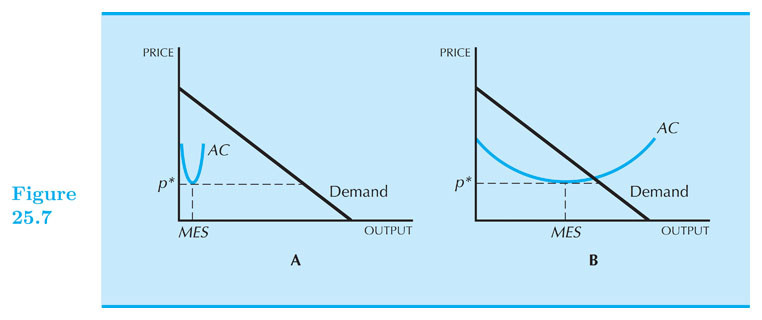 PRICE
AC
p*
Demand
MES
OUTPUT
A
PRICE
AC
p*
Demand
MES
OUTPUT
B
Figure
25.7